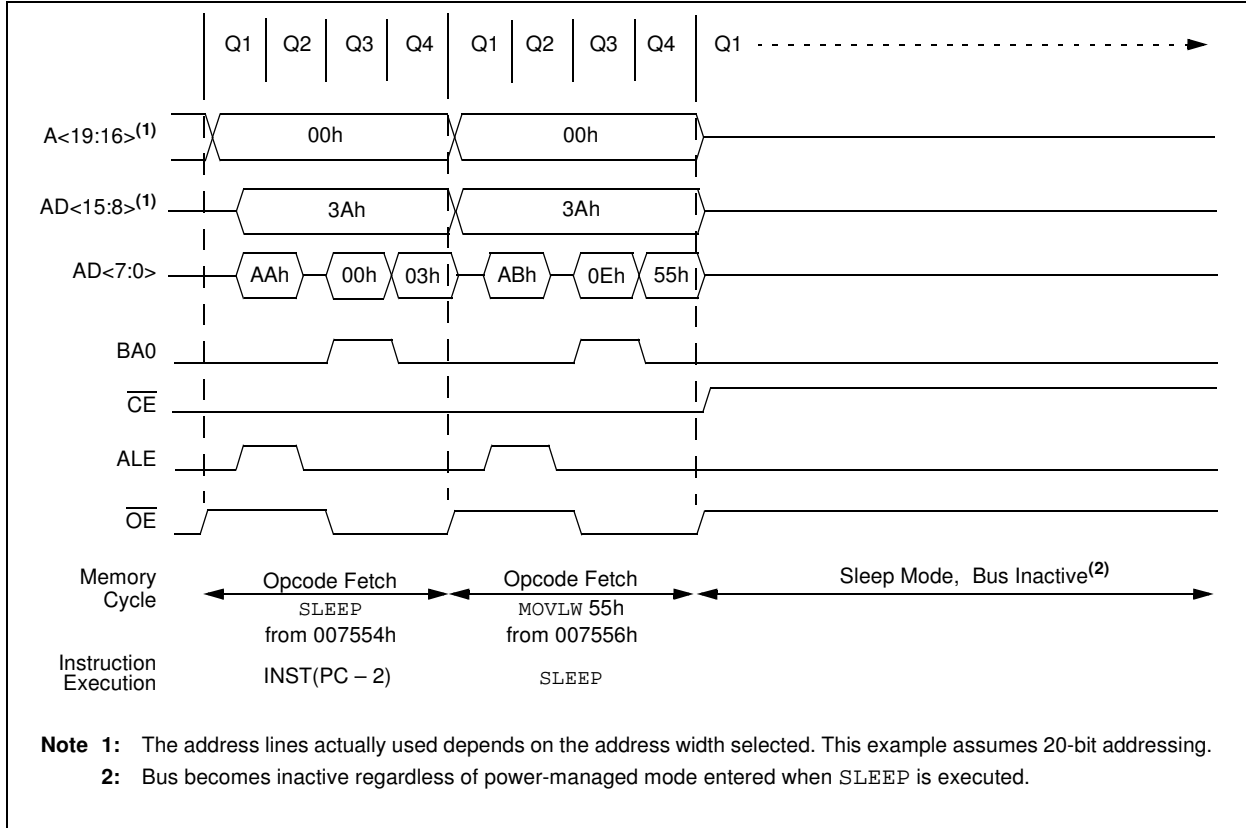 Q1 Q2 Q3 Q4 Q1 Q2 Q3 Q4 Q1
A<19:16>(1) 00h 00h
AD<15:8>(1) 3Ah 3Ah
AD<7:0> AAh 00h 03h ABh 0Eh 55h
BA0
CE
ALE
OE
Memory Cycle
Opcode Fetch
SLEEP
from 007554h
Opcode Fetch
MOVLW 55h
from 007556h
Sleep Mode, Bus Inactive(2)
Instruction Execution
INST(PC – 2)
SLEEP
Note 1: The address lines actually used depends on the address width selected. This example assumes 20-bit addressing.
2: Bus becomes inactive regardless of power-managed mode entered when SLEEP is executed.